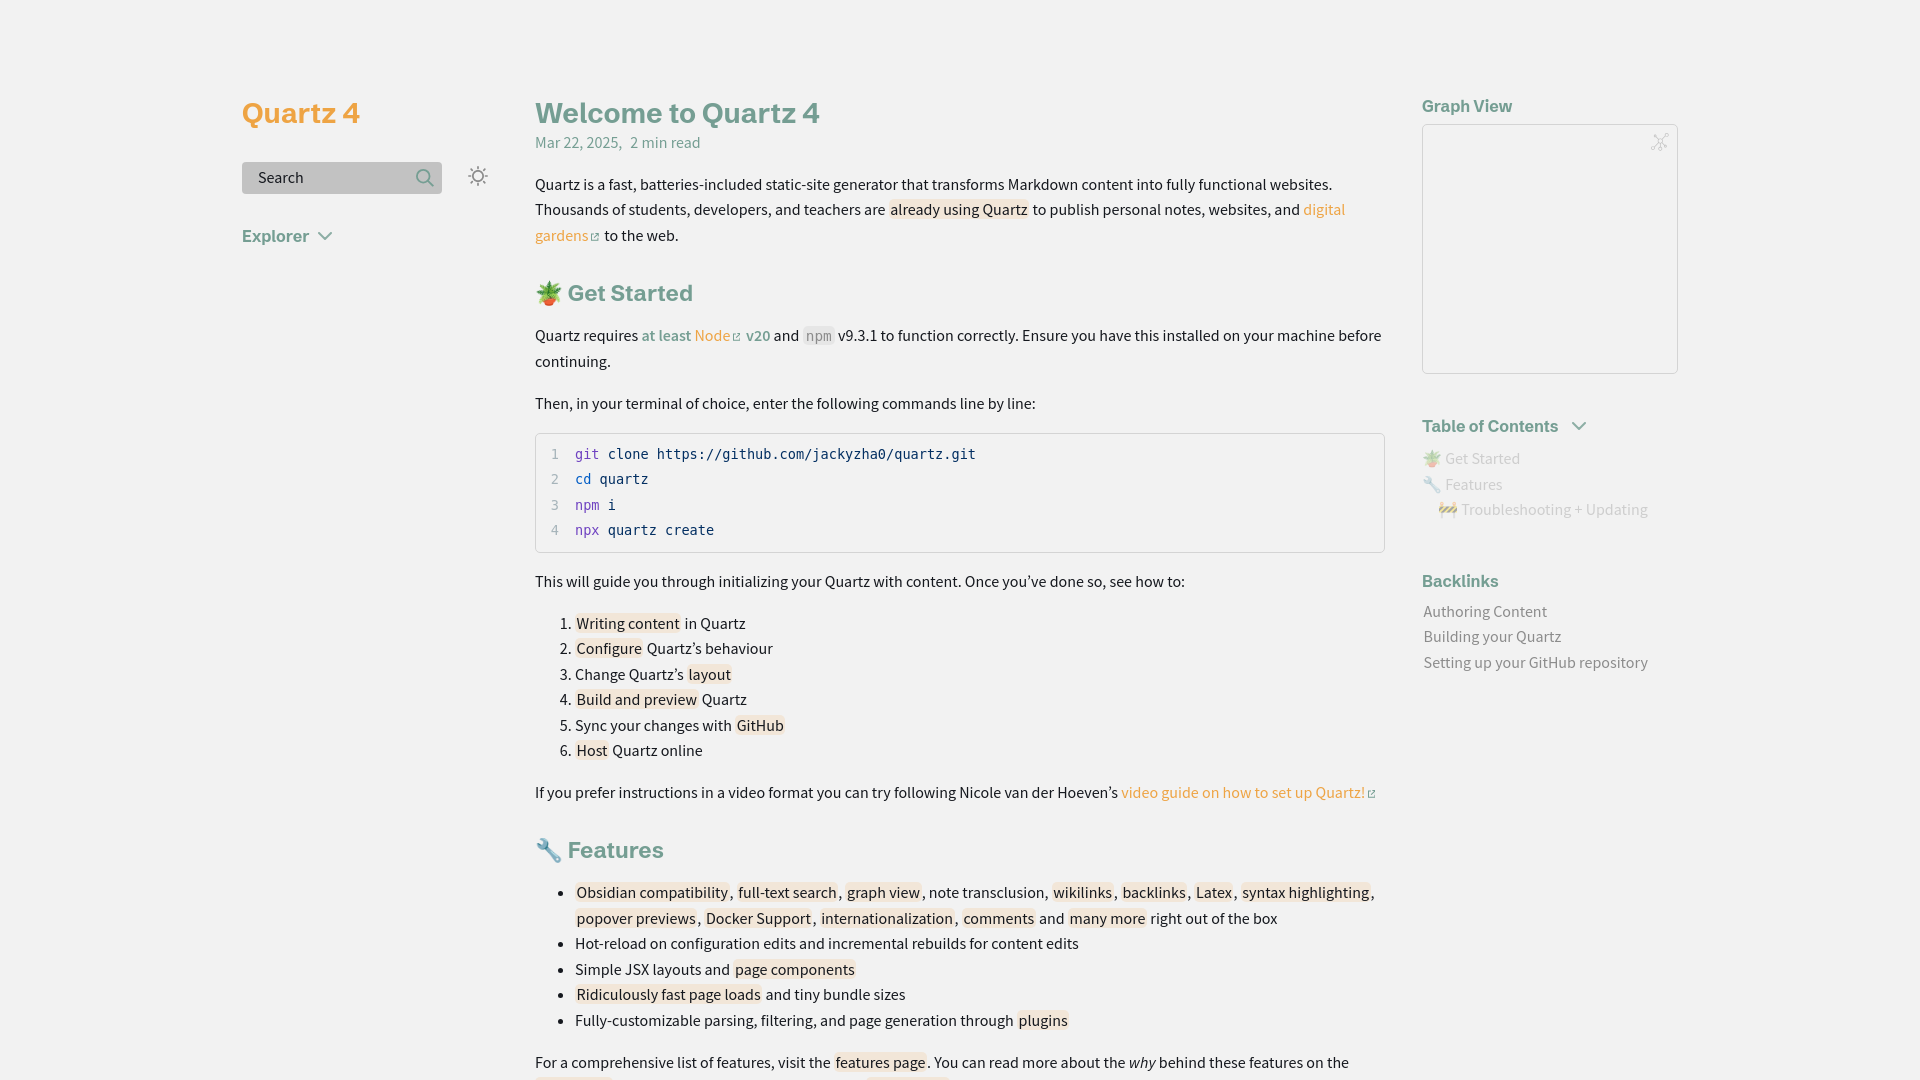 Quartz 4
Search
Explorer
Welcome to Quartz 4
Mar 22, 2025, 2 min read
Quartz is a fast, batteries-included static-site generator that transforms Markdown content into fully functional websites.
Thousands of students, developers, and teachers are already using Quartz to publish personal notes, websites, and digital
gardens to the web.
🪴 Get Started
Quartz requires at least Node v20 and npm v9.3.1 to function correctly. Ensure you have this installed on your machine before
continuing.
Then, in your terminal of choice, enter the following commands line by line:
1 git clone https://github.com/jackyzha0/quartz.git
2 cd quartz
3 npm i
4 npx quartz create
This will guide you through initializing your Quartz with content. Once you’ve done so, see how to:
1. Writing content in Quartz
2. Configure Quartz’s behaviour
3. Change Quartz’s layout
4. Build and preview Quartz
5. Sync your changes with GitHub
6. Host Quartz online
If you prefer instructions in a video format you can try following Nicole van der Hoeven’s video guide on how to set up Quartz!
🔧 Features
• Obsidian compatibility, full-text search, graph view, note transclusion, wikilinks, backlinks, Latex, syntax highlighting,
popover previews, Docker Support, internationalization, comments and many more right out of the box
• Hot-reload on configuration edits and incremental rebuilds for content edits
• Simple JSX layouts and page components
• Ridiculously fast page loads and tiny bundle sizes
• Fully-customizable parsing, filtering, and page generation through plugins
For a comprehensive list of features, visit the features page. You can read more about the why behind these features on the
Graph View
Table of Contents
🪴 Get Started
🔧 Features
🚧 Troubleshooting + Updating
Backlinks
Authoring Content
Building your Quartz
Setting up your GitHub repository